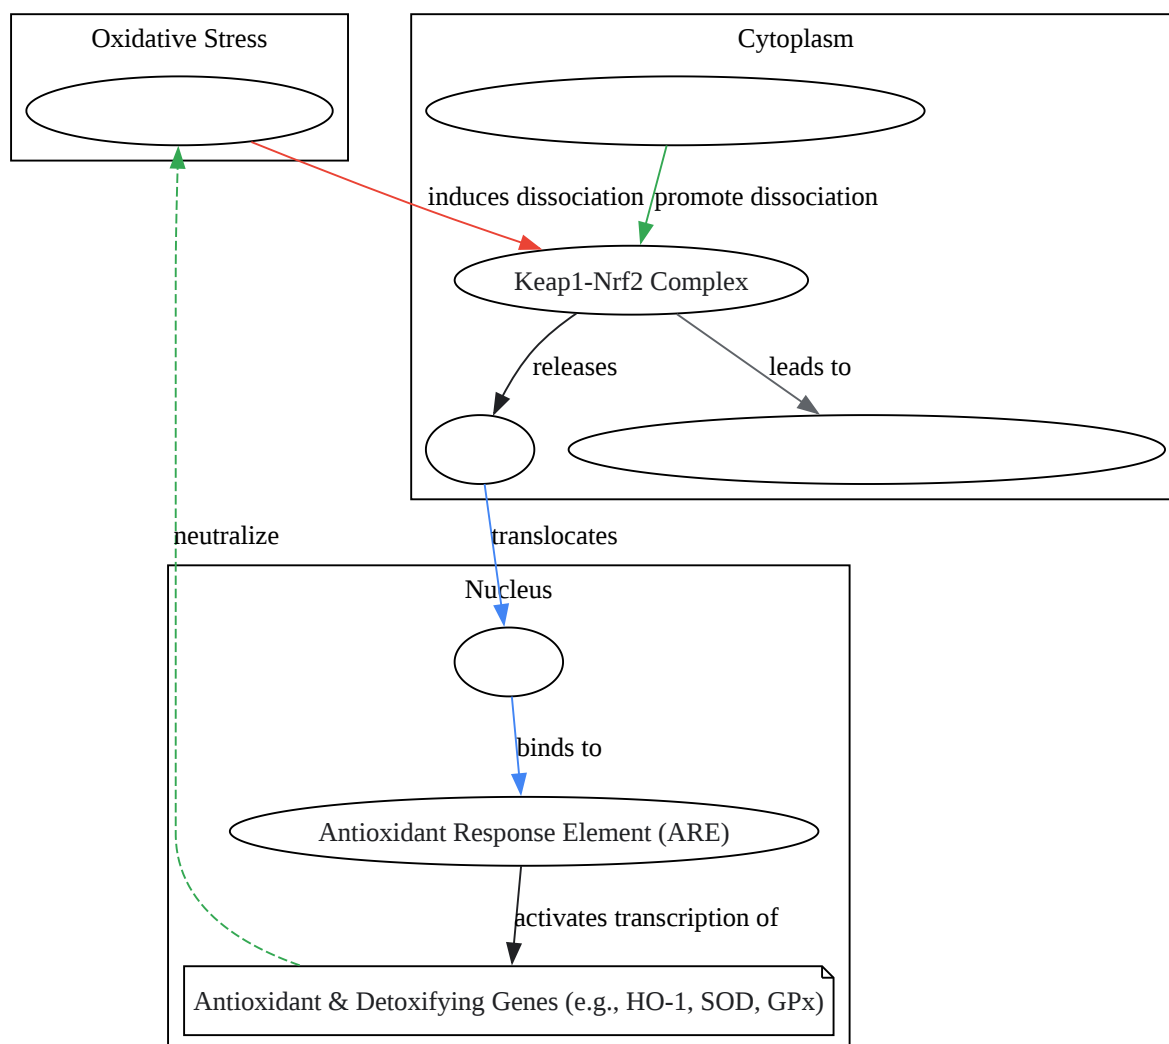 Oxidative Stress
Cytoplasm
induces dissociation
promote dissociation
Keap1-Nrf2 Complex
releases
leads to
neutralize
translocates
Nucleus
binds to
Antioxidant Response Element (ARE)
activates transcription of
Antioxidant & Detoxifying Genes (e.g., HO-1, SOD, GPx)